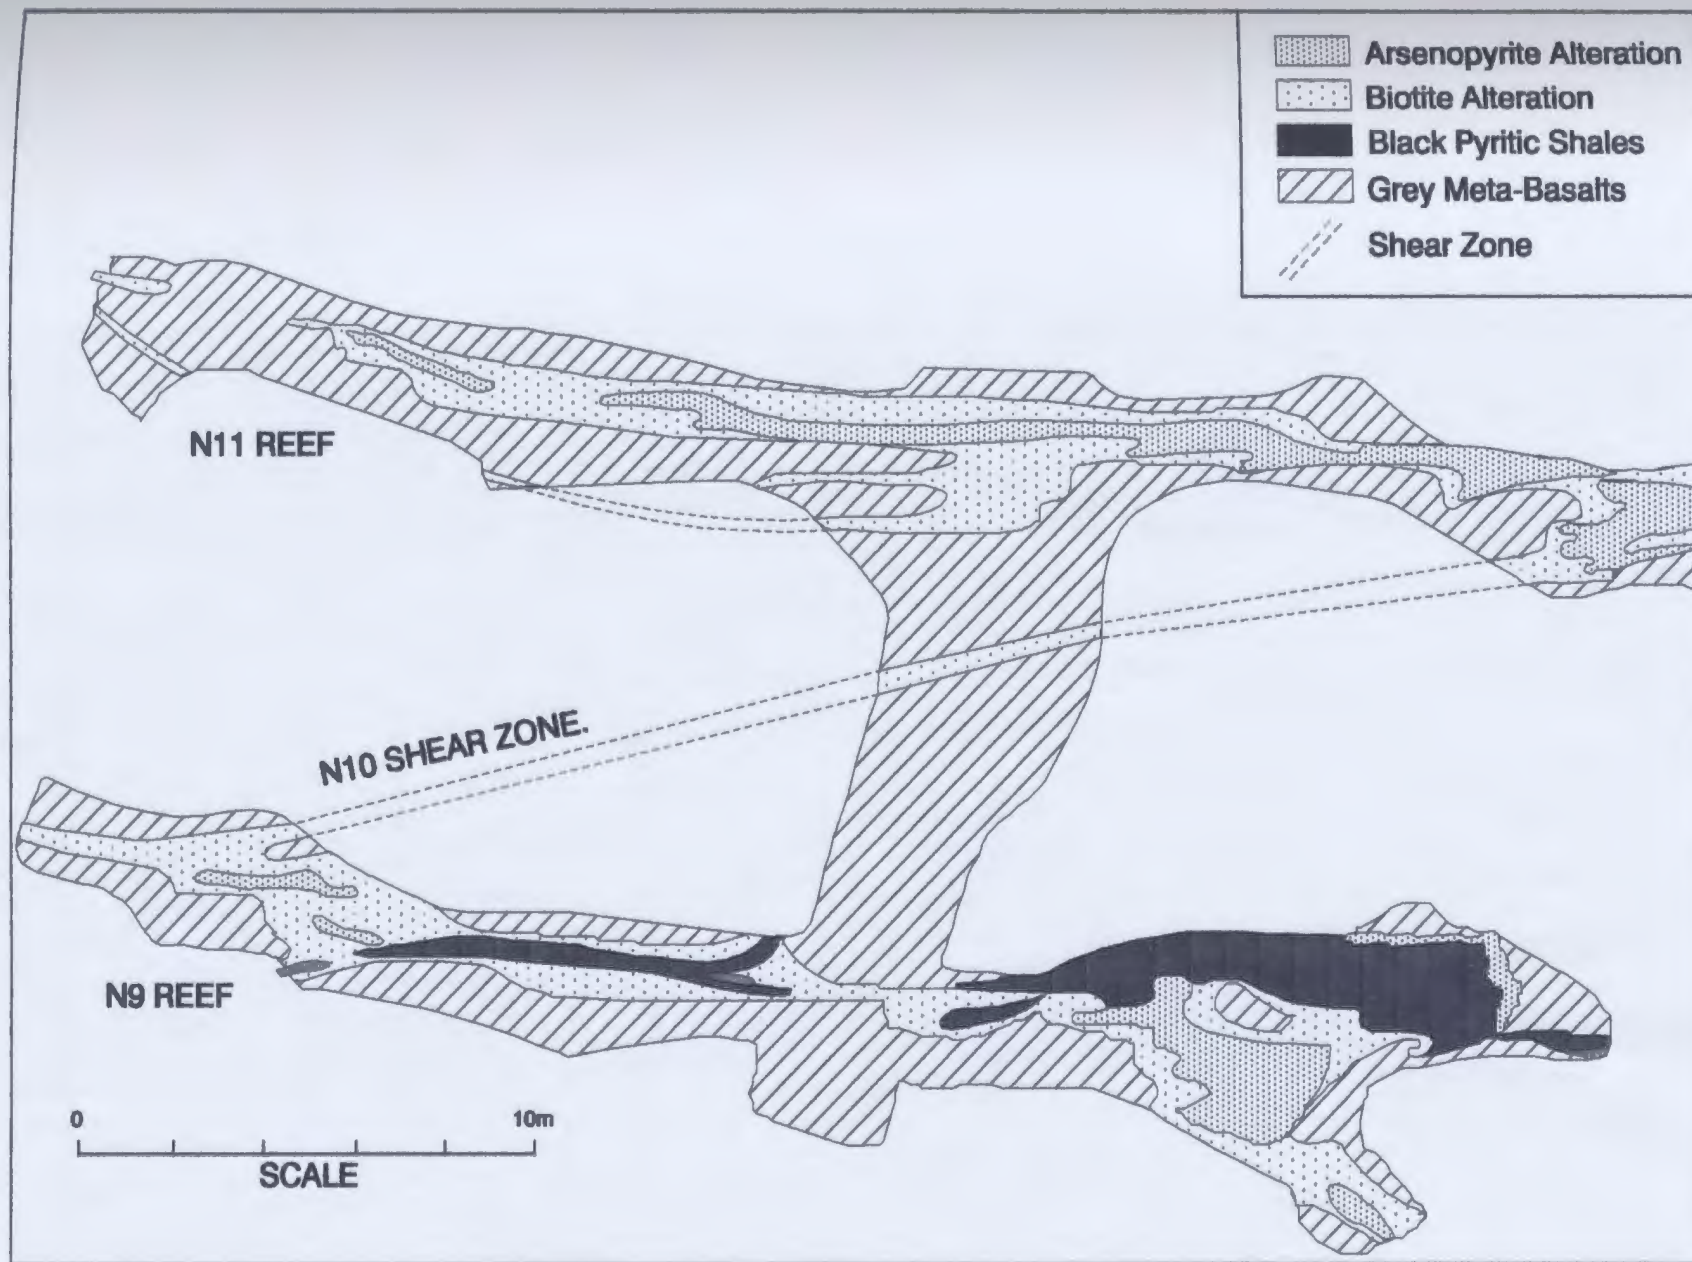 Arsenopyrite Alteration
Biotite Alteration
Black Pyritic Shales
Grey Meta-Basalts
Shear Zone
N11 REEF
N10 SHEAR ZONE.
N9 REEF
0 10m
SCALE